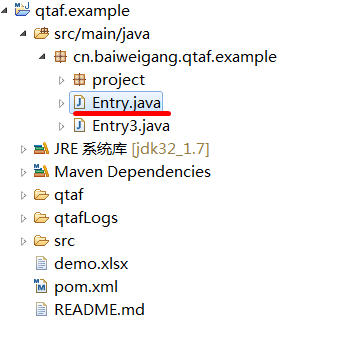 qtaf.example
src/main/java
cn.baiweigang.qtaf.example
project
Entry.java
Entry3.java
JRE 系统库 [jdk32_1.7]
Maven Dependencies
qtaf
qtafLogs
src
demo.xlsx
pom.xml
README.md